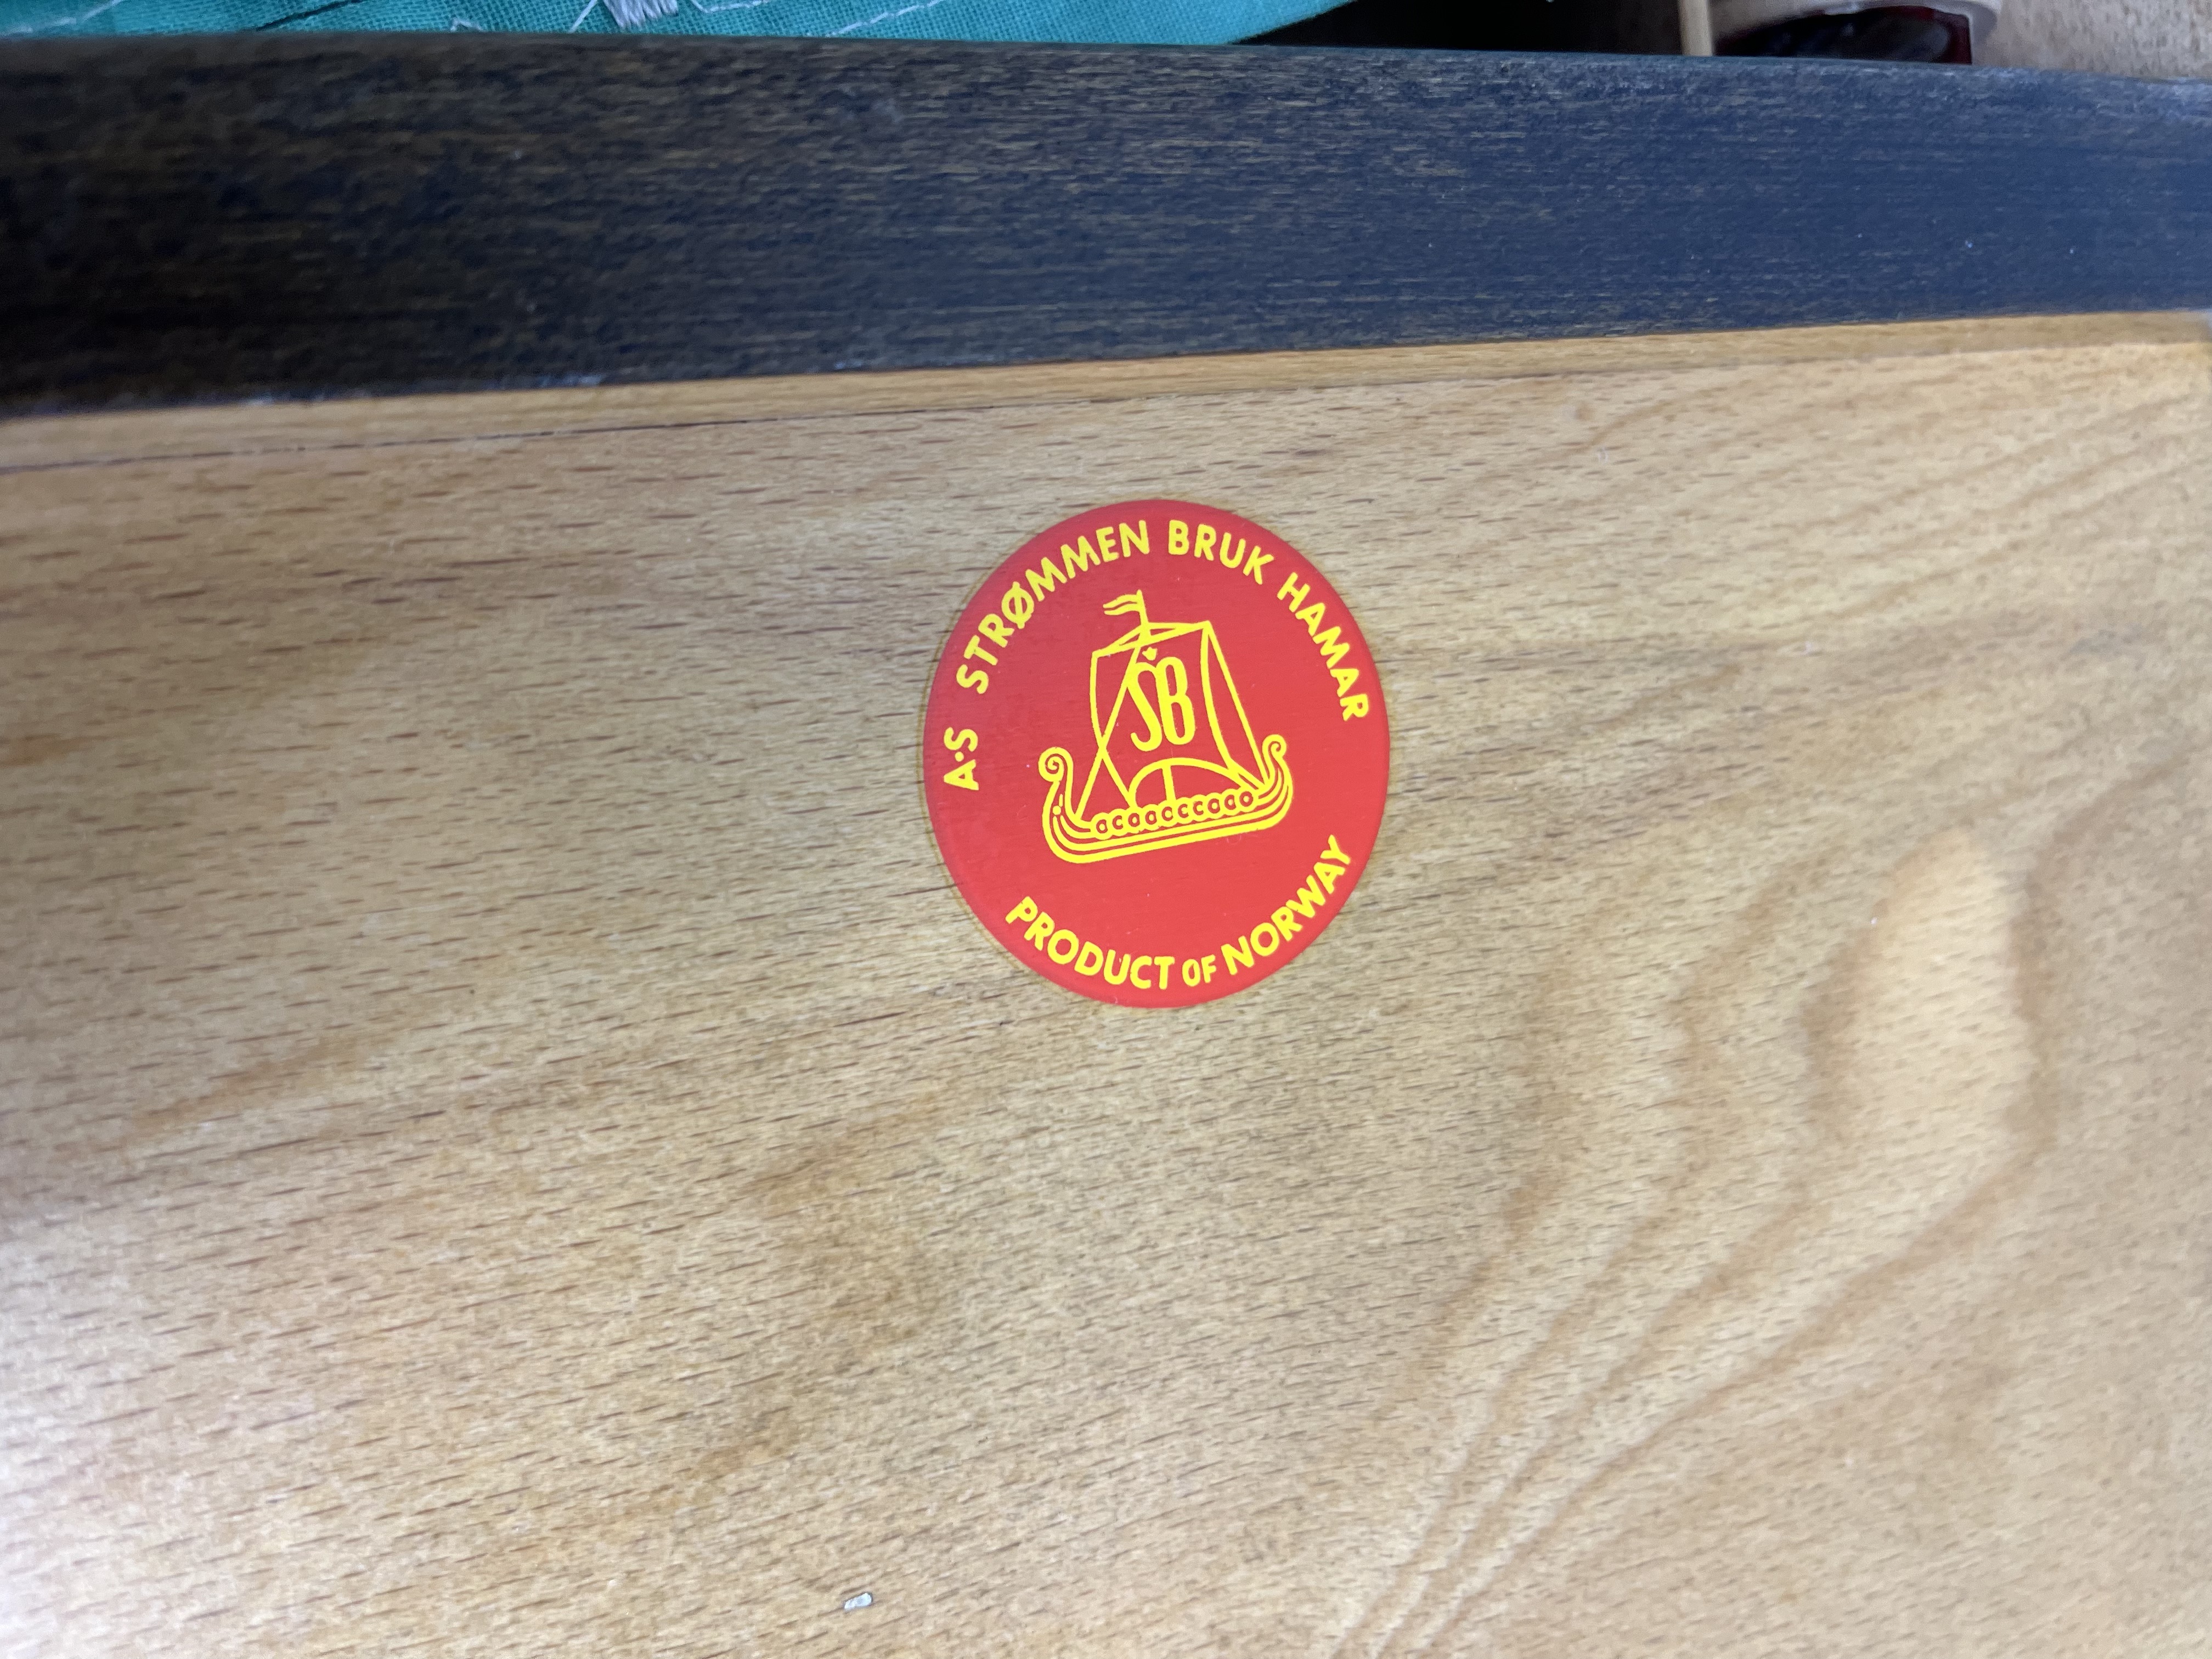 A·S STRØMMEN BRUK HAMAR
SB
PRODUCT OF NORWAY